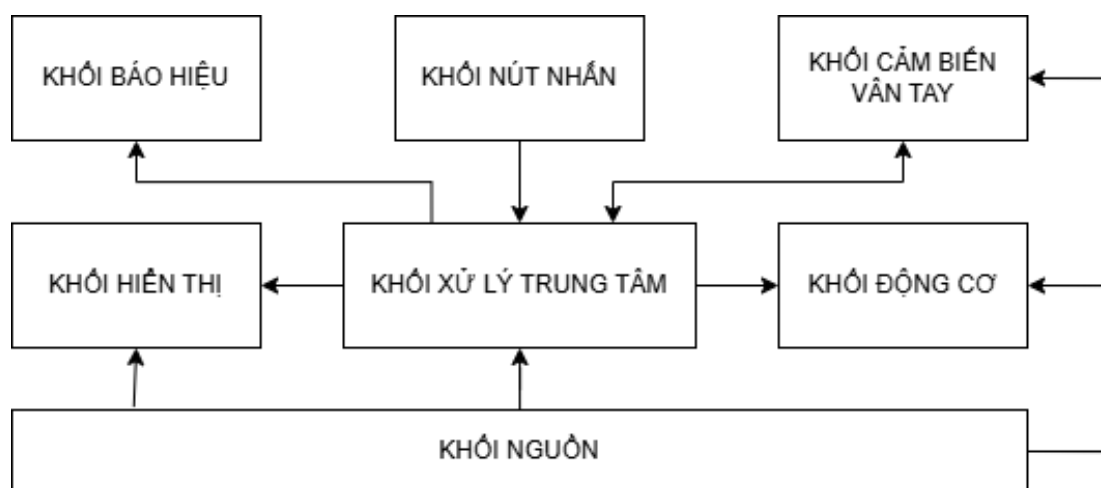 KHỐI BÁO HIỆU
KHỐI NÚT NHẤN
KHỐI CẢM BIẾN
VÂN TAY
KHỐI HIỂN THỊ
KHỐI XỬ LÝ TRUNG TÂM
KHỐI ĐỘNG CƠ
KHỐI NGUỒN